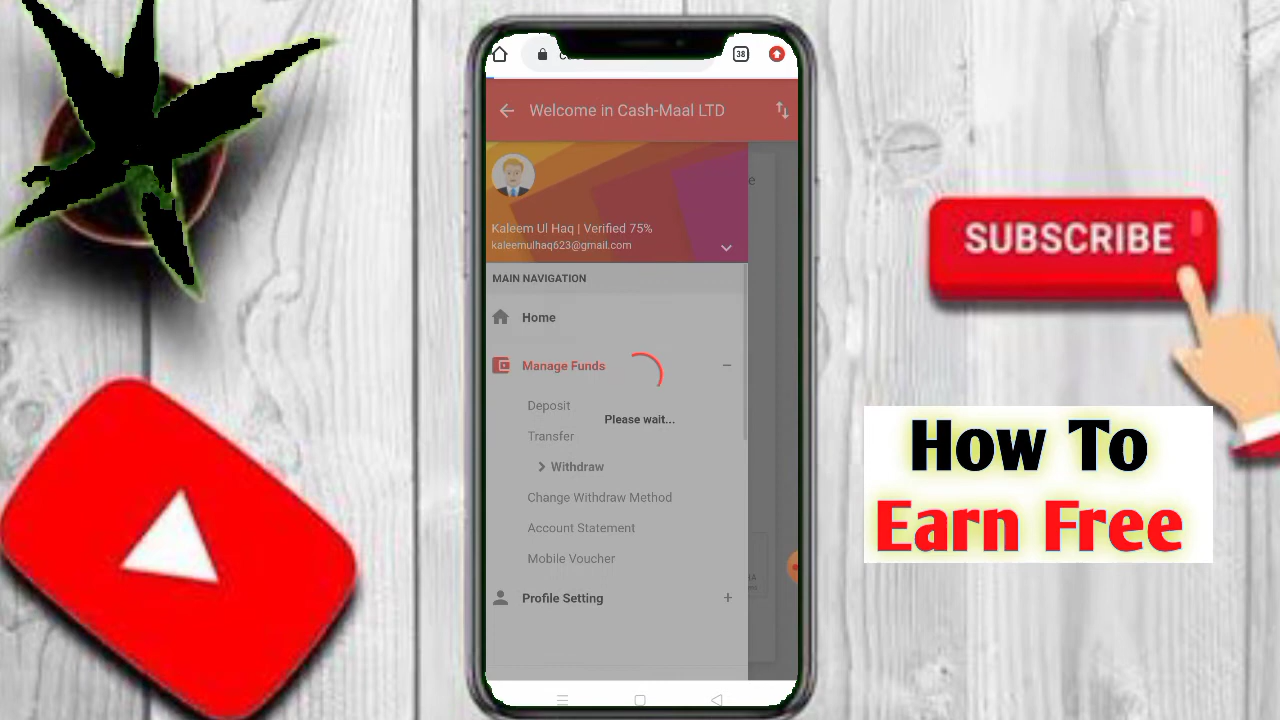 38
Welcome in Cash-Maal LTD
Kaleem Ul Haq | Verified 75%
kaleemulhaq623@gmail.com
MAIN NAVIGATION
Home
Manage Funds
Deposit
Please wait...
Transfer
Withdraw
Change Withdraw Method
Account Statement
Mobile Voucher
Profile Setting
SUBSCRIBE
How To
Earn Free